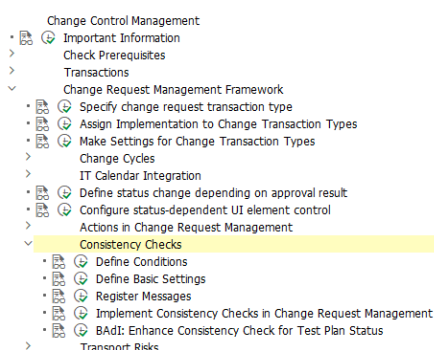 Change Control Management
Important Information
Check Prerequisites
Transactions
Change Request Management Framework
Specify change request transaction type
Assign Implementation to Change Transaction Types
Make Settings for Change Transaction Types
Change Cycles
IT Calendar Integration
Define status change depending on approval result
Configure status-dependent UI element control
Actions in Change Request Management
Consistency Checks
Define Conditions
Define Basic Settings
Register Messages
Implement Consistency Checks in Change Request Management
BAdI: Enhance Consistency Check for Test Plan Status
Transport Risks